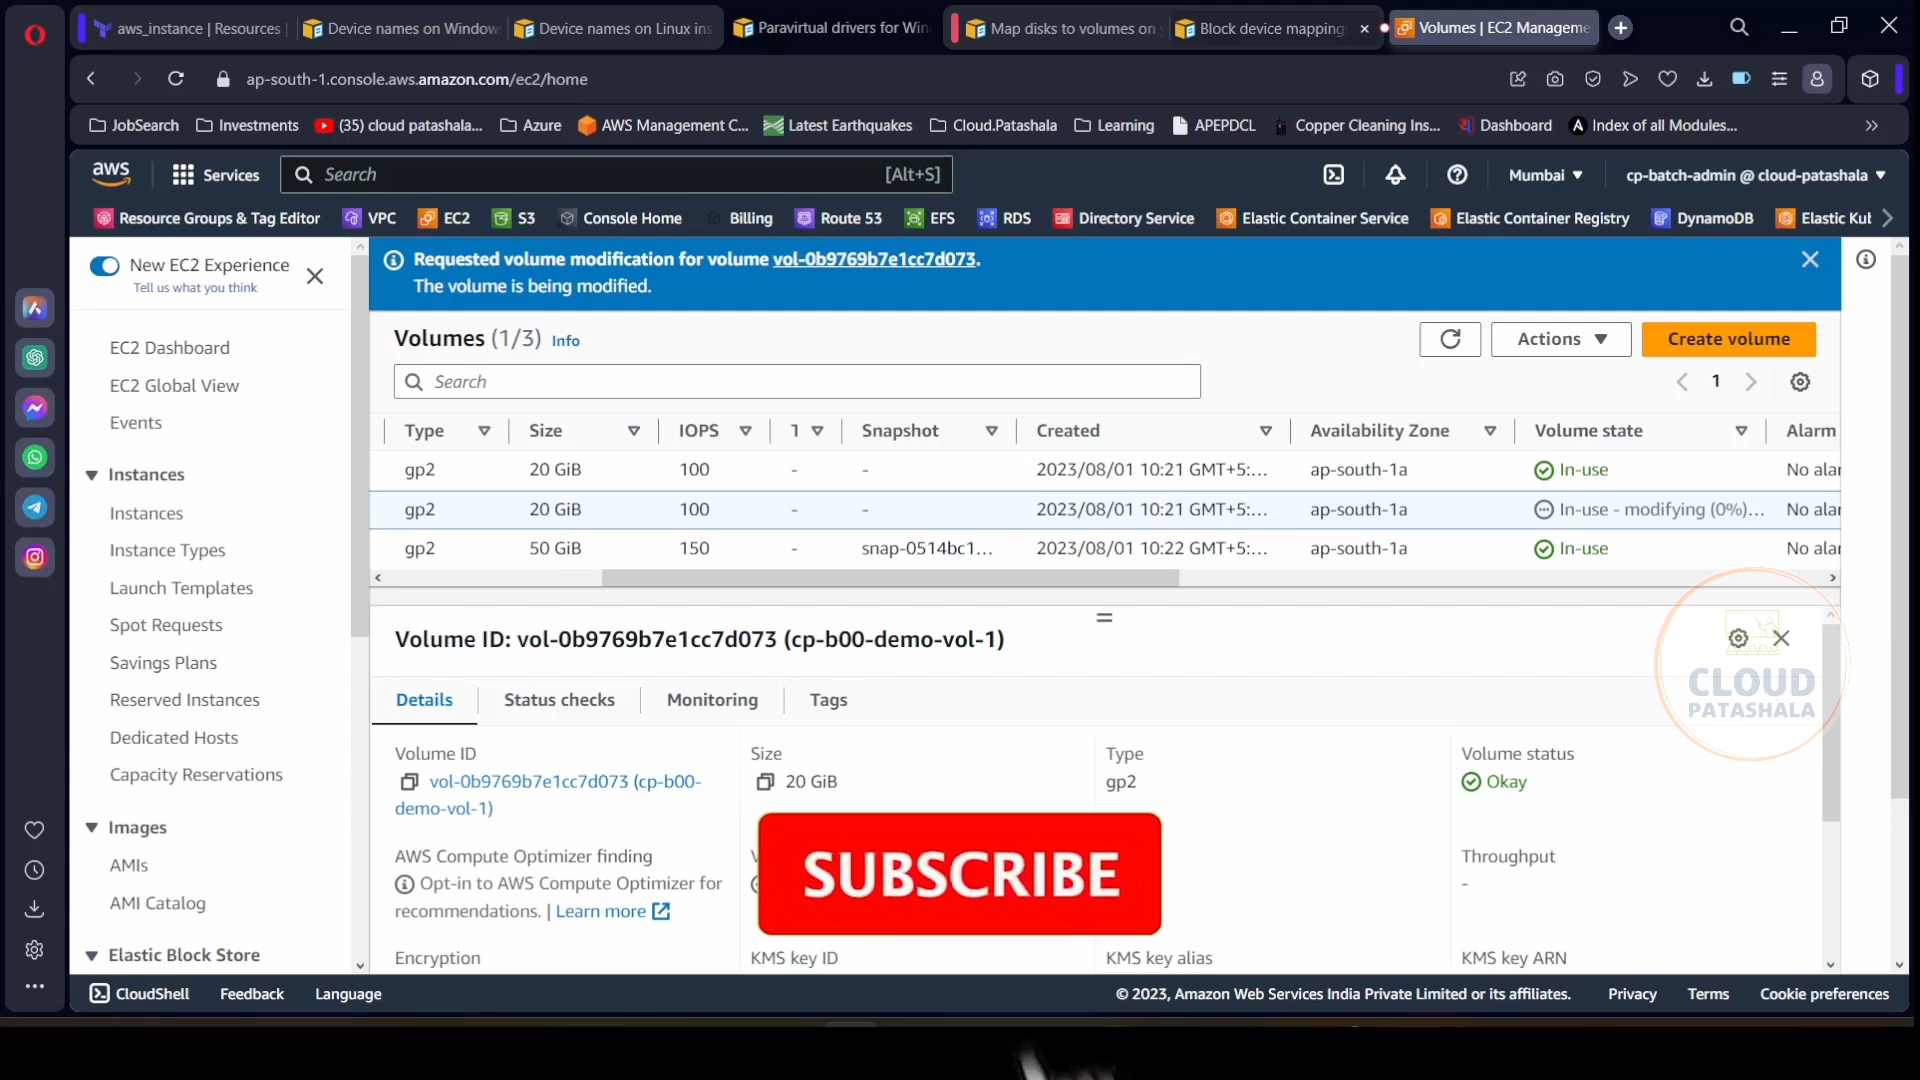 aws_instance | Resources
Device names on Window
Device names on Linux ins
Paravirtual drivers for Win
Map disks to volumes on
Block device mapping
Volumes | EC2 Manageme
ap-south-1.console.aws.amazon.com/ec2/home
JobSearch
Investments
(35) cloud patashala...
Azure
AWS Management C...
Latest Earthquakes
Cloud.Patashala
Learning
APEPDCL
Copper Cleaning Ins...
Dashboard
Index of all Modules...
aws
Services
Search
[Alt+S]
Mumbai
cp-batch-admin @ cloud-patashala
Resource Groups & Tag Editor
VPC
EC2
S3
Console Home
Billing
Route 53
EFS
RDS
Directory Service
Elastic Container Service
Elastic Container Registry
DynamoDB
Elastic Kub
New EC2 Experience
Tell us what you think
EC2 Dashboard
EC2 Global View
Events
Instances
Instances
Instance Types
Launch Templates
Spot Requests
Savings Plans
Reserved Instances
Dedicated Hosts
Capacity Reservations
Images
AMIs
AMI Catalog
Elastic Block Store
Requested volume modification for volume vol-0b9769b7e1cc7d073.
The volume is being modified.
Volumes (1/3) Info
Actions
Create volume
Search
1
Type Size IOPS Snapshot Created Availability Zone Volume state Alarm
gp2 20 GiB 100 - - 2023/08/01 10:21 GMT+5:... ap-south-1a In-use No alar
gp2 20 GiB 100 - - 2023/08/01 10:21 GMT+5:... ap-south-1a In-use - modifying (0%)... No alar
gp2 50 GiB 150 - snap-0514bc1... 2023/08/01 10:22 GMT+5:... ap-south-1a In-use No alar
Volume ID: vol-0b9769b7e1cc7d073 (cp-b00-demo-vol-1)
CLOUD
PATASHALA
Details
Status checks
Monitoring
Tags
Volume ID
vol-0b9769b7e1cc7d073 (cp-b00-
demo-vol-1)
Size
20 GiB
Type
gp2
Volume status
Okay
AWS Compute Optimizer finding
Opt-in to AWS Compute Optimizer for
recommendations. | Learn more
SUBSCRIBE
Throughput
-
Encryption
KMS key ID
KMS key alias
KMS key ARN
CloudShell
Feedback
Language
© 2023, Amazon Web Services India Private Limited or its affiliates.
Privacy
Terms
Cookie preferences